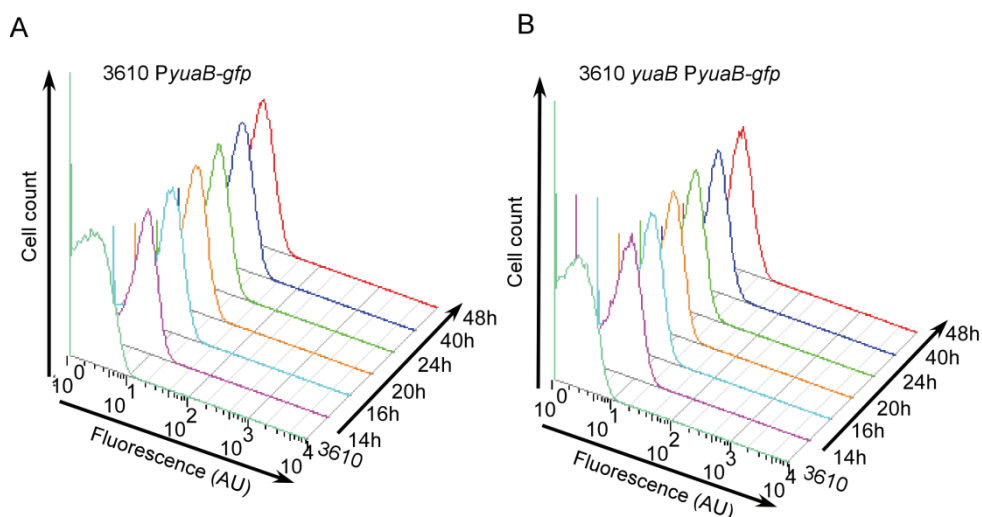 A
3610 PyuaB-gfp
Cell count
10 0
10 1
10 2
10 3
10 4
Fluorescence (AU)
3610
14h
16h
20h
24h
40h
48h
B
3610 yuaB PyuaB-gfp
Cell count
10 0
10 1
10 2
10 3
10 4
Fluorescence (AU)
3610
14h
16h
20h
24h
40h
48h